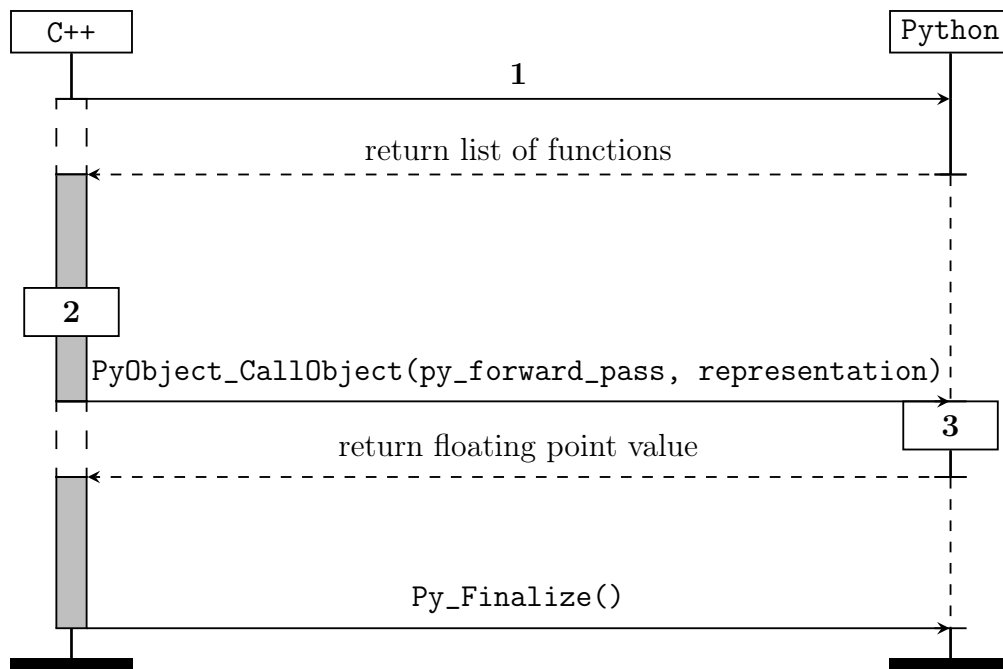 C++
Python
1
return list of functions
2
PyObject_CallObject(py_forward_pass, representation)
3
return floating point value
Py_Finalize()